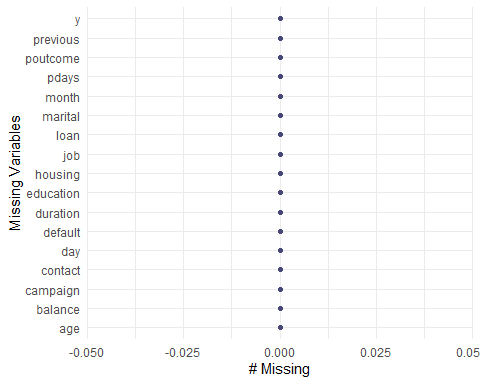 Missing Variables
y
previous
poutcome
pdays
month
marital
loan
job
housing
education
duration
default
day
contact
campaign
balance
age
-0.050 -0.025 0.000 0.025 0.05
# Missing